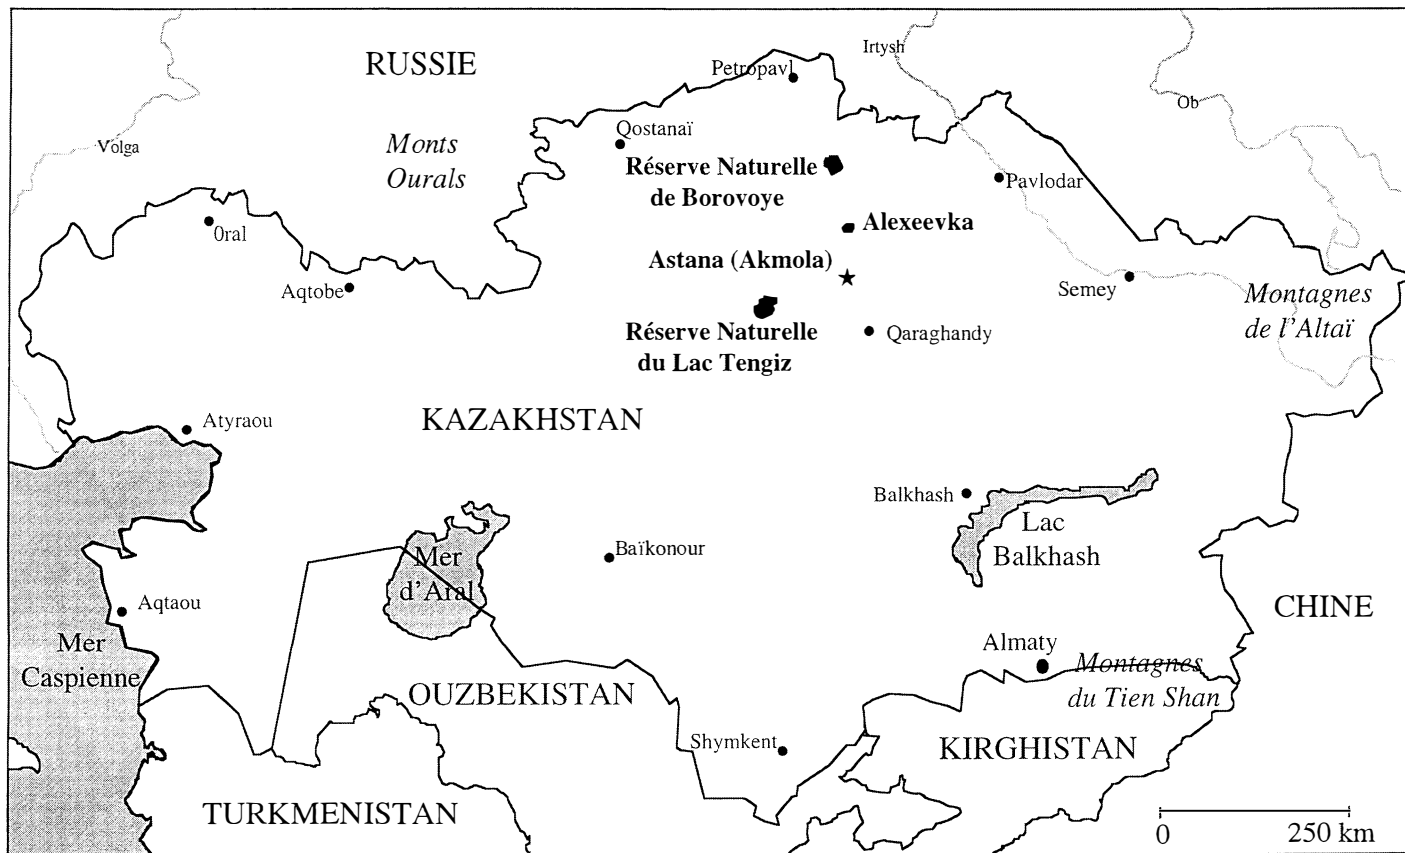 Irtysh
RUSSIE
Petropavl
Ob
Qostanaï
Volga
Monts
Ourals
Réserve Naturelle
de Borovoye
Pavlodar
Alexeevka
Oral
Astana (Akmola)
Aqtobe
Semey
Montagnes
de l'Altaï
Réserve Naturelle
du Lac Tengiz
Qaraghandy
Atyraou
KAZAKHSTAN
Balkhash
Lac
Balkhash
Baïkonour
Mer
d'Aral
Aqtaou
CHINE
Mer
Caspienne
Almaty
Montagnes
du Tien Shan
OUZBEKISTAN
Shymkent
KIRGHISTAN
TURKMENISTAN
0 250 km